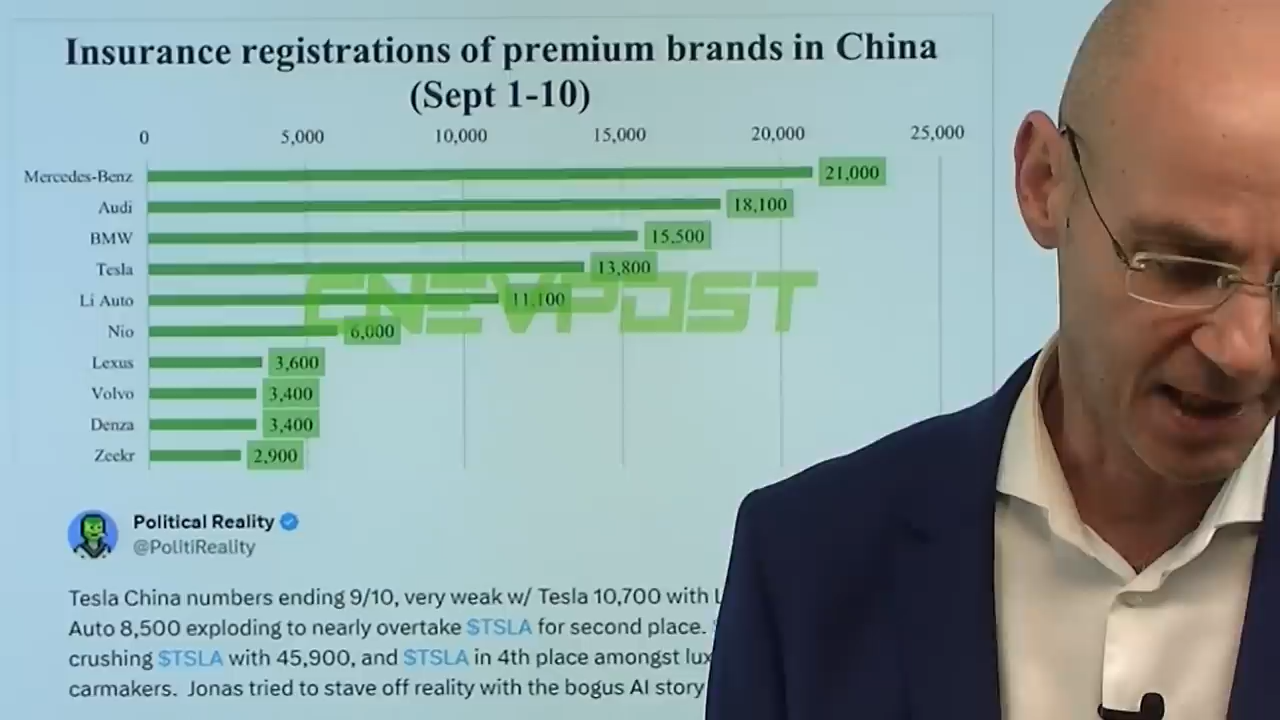 Insurance registrations of premium brands in China
(Sept 1-10)
0 5,000 10,000 15,000 20,000 25,000
Mercedes-Benz 21,000
Audi 18,100
BMW 15,500
Tesla 13,800
Li Auto 11,100
Nio 6,000
Lexus 3,600
Volvo 3,400
Denza 3,400
Zeekr 2,900
CNEVPOST
Political Reality
@PolitiReality
Tesla China numbers ending 9/10, very weak w/ Tesla 10,700 with
Auto 8,500 exploding to nearly overtake $TSLA for second place.
crushing $TSLA with 45,900, and $TSLA in 4th place amongst lux
carmakers. Jonas tried to stave off reality with the bogus AI story